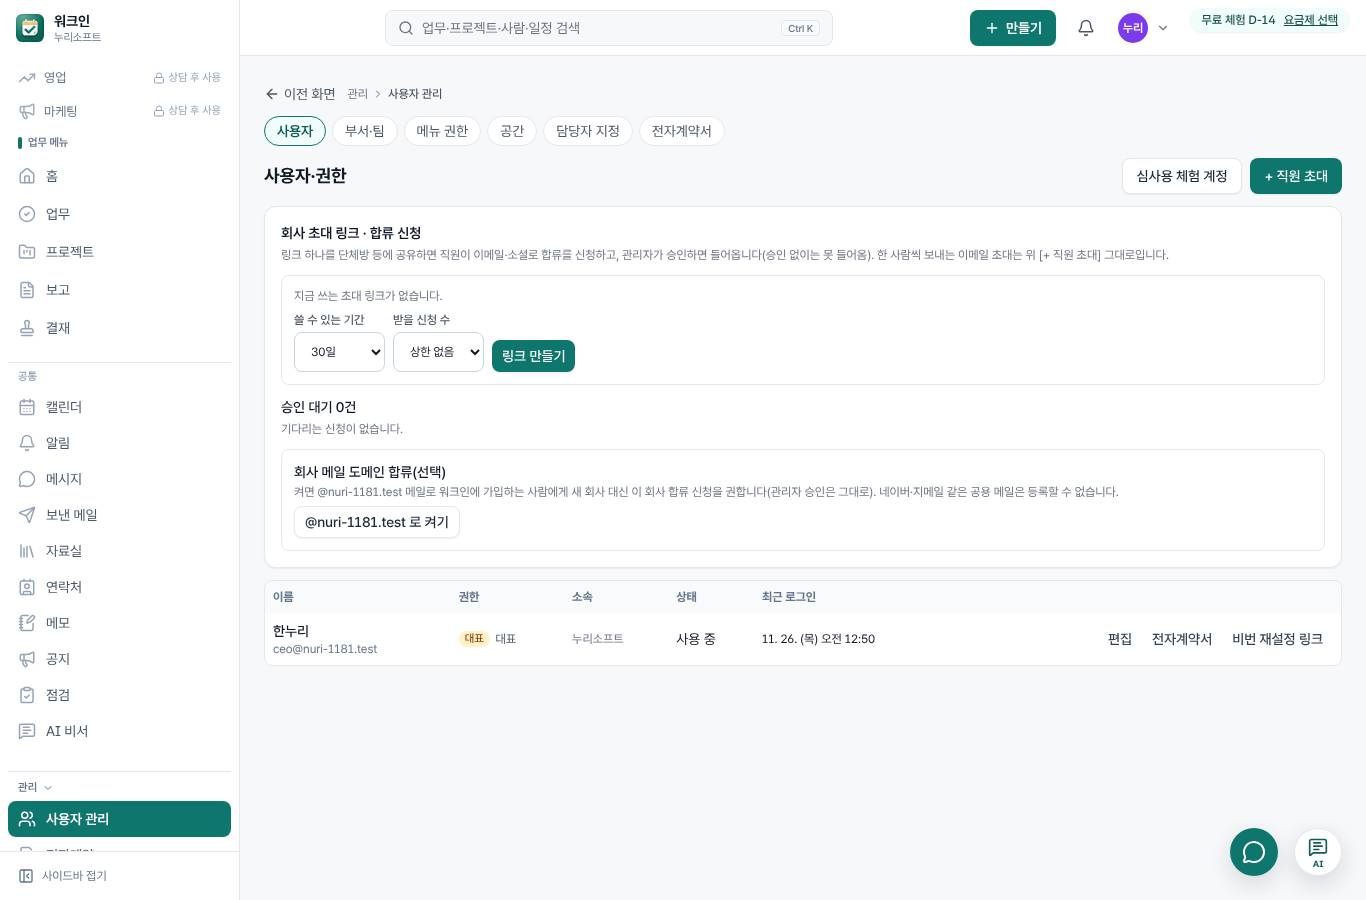 워크인
누리소프트
영업 상담 후 사용
마케팅 상담 후 사용
업무 메뉴
홈
업무
프로젝트
보고
결재
공통
캘린더
알림
메시지
보낸 메일
자료실
연락처
메모
공지
점검
AI 비서
관리
사용자 관리
사이드바 접기
업무·프로젝트·사람·일정 검색 Ctrl K
만들기
누리
무료 체험 D-14 요금제 선택
이전 화면 관리 사용자 관리
사용자 부서·팀 메뉴 권한 공간 담당자 지정 전자계약서
사용자·권한
심사용 체험 계정 + 직원 초대
회사 초대 링크 · 합류 신청
링크 하나를 단체방 등에 공유하면 직원이 이메일·소셜로 합류를 신청하고, 관리자가 승인하면 들어옵니다(승인 없이는 못 들어옴). 한 사람씩 보내는 이메일 초대는 위 [+ 직원 초대] 그대로입니다.
지금 쓰는 초대 링크가 없습니다.
쓸 수 있는 기간 받을 신청 수
30일 상한 없음 링크 만들기
승인 대기 0건
기다리는 신청이 없습니다.
회사 메일 도메인 합류(선택)
켜면 @nuri-1181.test 메일로 워크인에 가입하는 사람에게 새 회사 대신 이 회사 합류 신청을 권합니다(관리자 승인은 그대로). 네이버·지메일 같은 공용 메일은 등록할 수 없습니다.
@nuri-1181.test 로 켜기
이름 권한 소속 상태 최근 로그인
한누리 대표 대표 누리소프트 사용 중 11. 26. (목) 오전 12:50 편집 전자계약서 비번 재설정 링크
ceo@nuri-1181.test
AI